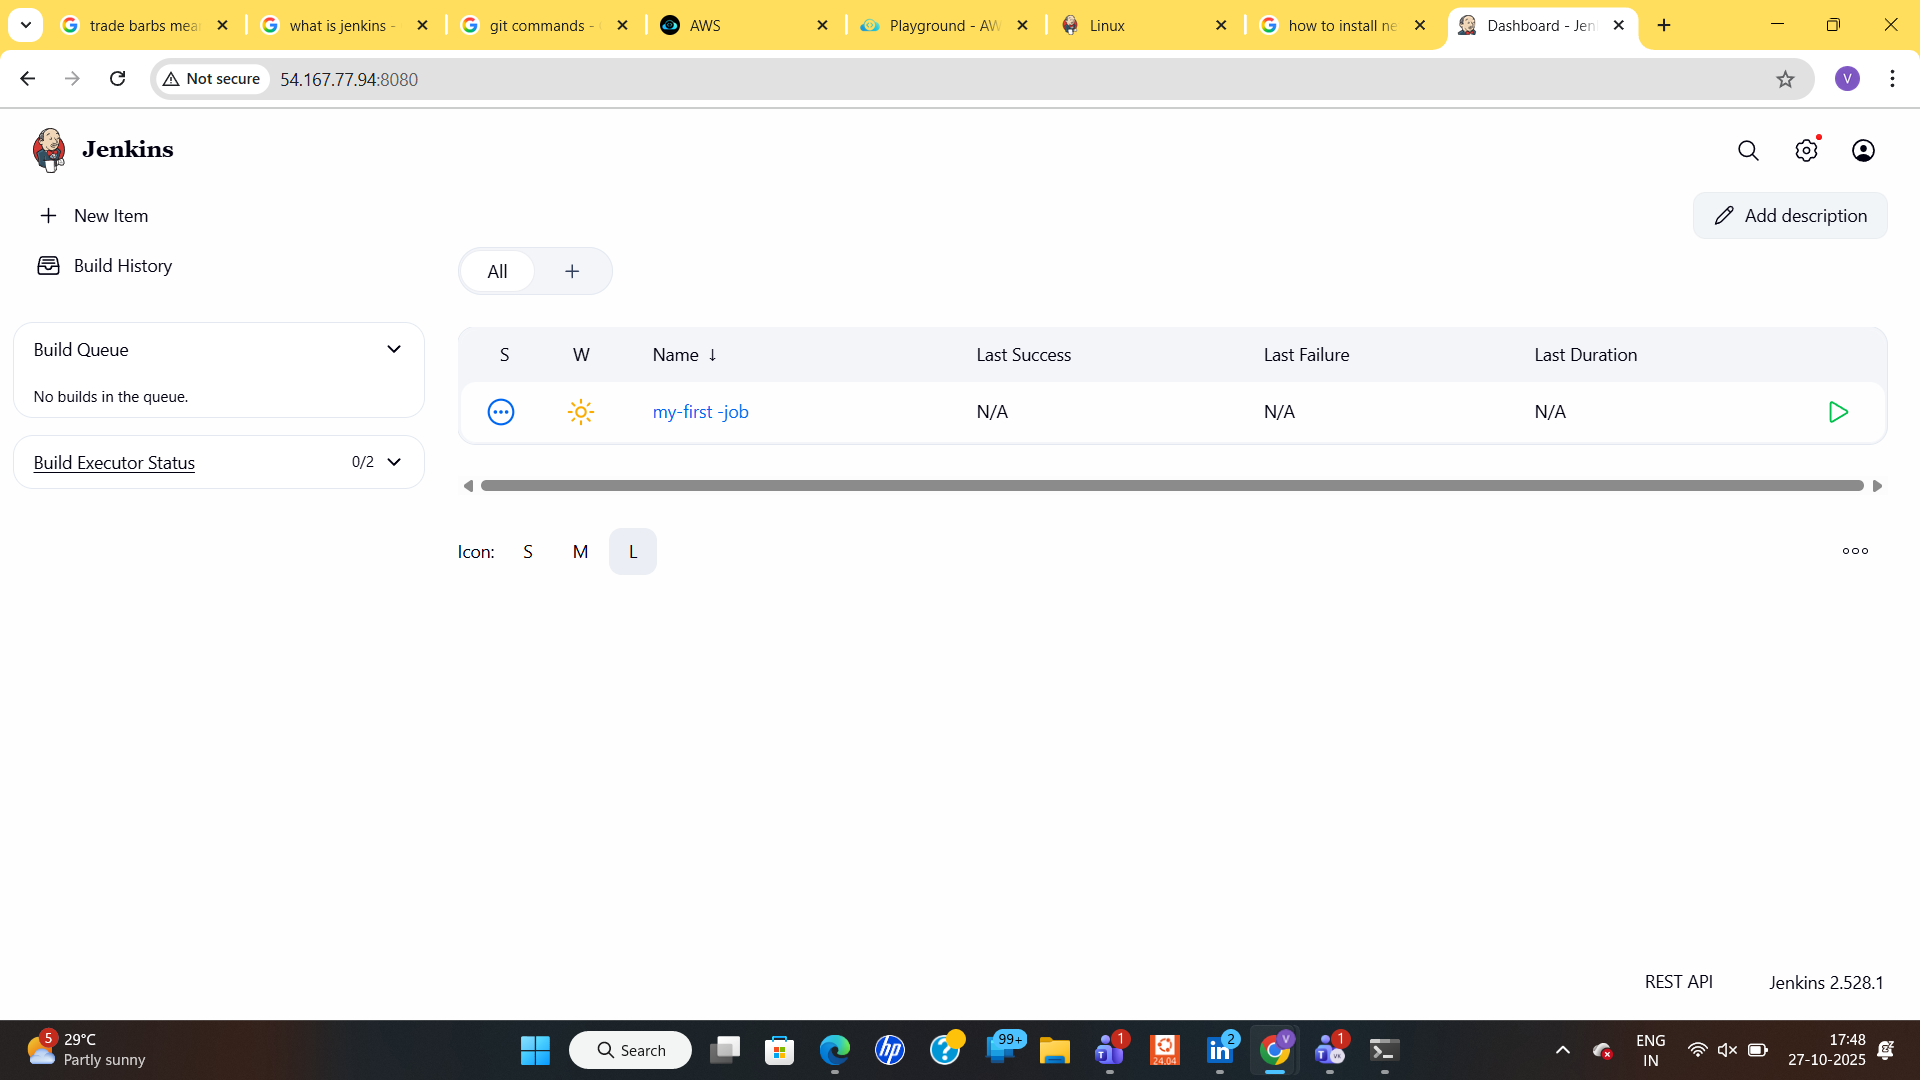 trade barbs mea
what is jenkins -
git commands -
AWS
Playground - AW
Linux
how to install ne
Dashboard - Jen
Not secure
54.167.77.94:8080
V
Jenkins
New Item
Add description
Build History
All
Build Queue
No builds in the queue.
S W Name ↓ Last Success Last Failure Last Duration
my-first -job N/A N/A N/A
Build Executor Status 0/2
Icon: S M L
REST API
Jenkins 2.528.1
5
29°C
Partly sunny
Search
hp
?
99+
T
1
24.04
in
2
V
T
VK
1
ENG
IN
17:48
27-10-2025